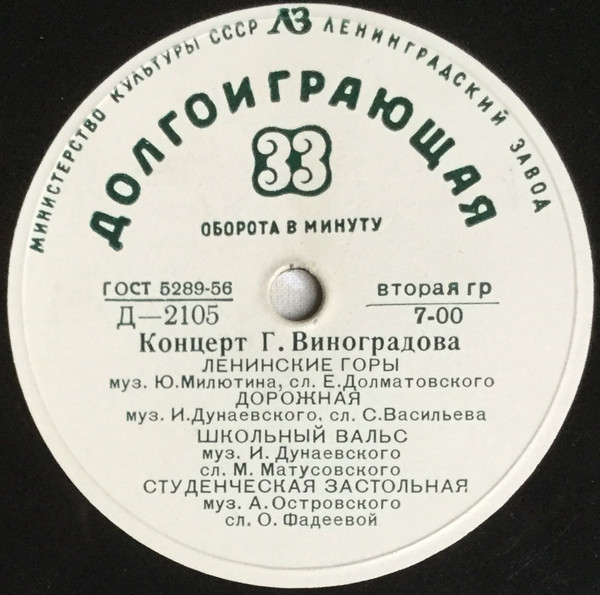 МИНИСТЕРСТВО КУЛЬТУРЫ СССР ЛЗ ЛЕНИНГРАДСКИЙ ЗАВОД
ДОЛГОИГРАЮЩАЯ
33
ОБОРОТА В МИНУТУ
ГОСТ 5289-56
Д—2105
вторая гр
7-00
Концерт Г. Виноградова
ЛЕНИНСКИЕ ГОРЫ
муз. Ю.Милютина, сл. Е.Долматовского
ДОРОЖНАЯ
муз. И.Дунаевского, сл. С.Васильева
ШКОЛЬНЫЙ ВАЛЬС
муз. И. Дунаевского
сл. М. Матусовского
СТУДЕНЧЕСКАЯ ЗАСТОЛЬНАЯ
муз. А. Островского
сл. О. Фадеевой